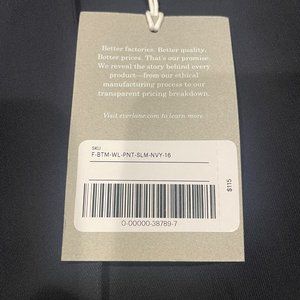 Better factories. Better quality.
Better prices. That's our promise.
We reveal the story behind every
product—from our ethical
manufacturing process to our
transparent pricing breakdown.
Visit everlane.com to learn more.
SKU
F-BTM-WL-PNT-SLM-NVY-16
$115
0-00000-38789-7